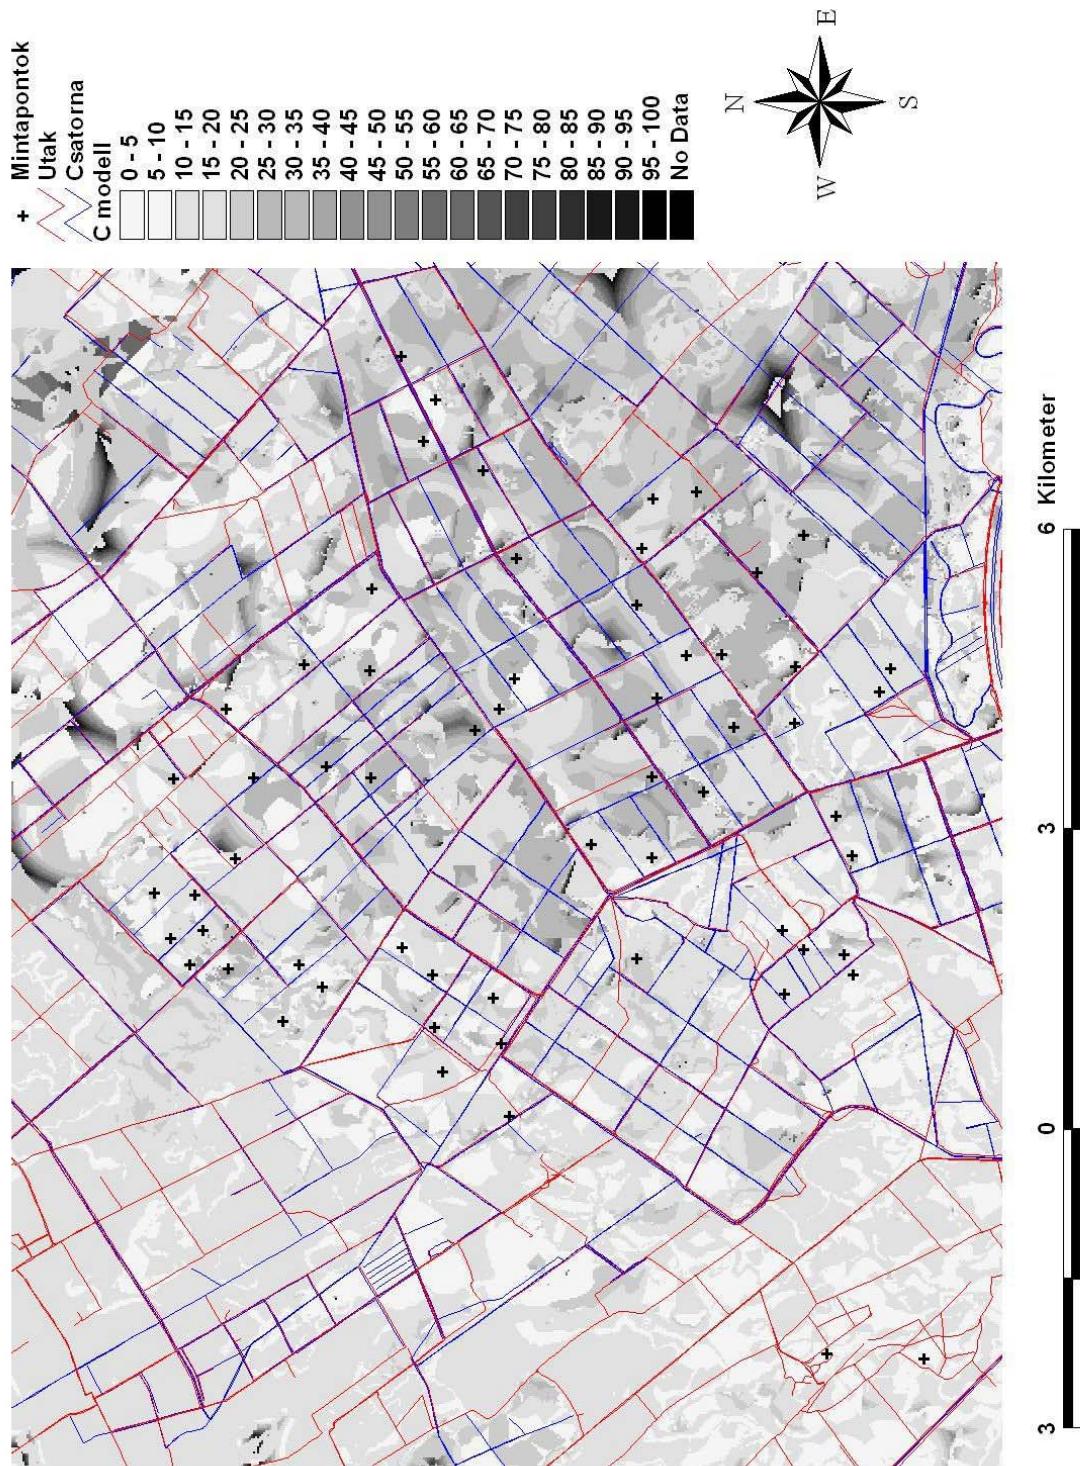 Mintapontok
Utak
Csatorna
C modell
0 - 5
5 - 10
10 - 15
15 - 20
20 - 25
25 - 30
30 - 35
35 - 40
40 - 45
45 - 50
50 - 55
55 - 60
60 - 65
65 - 70
70 - 75
75 - 80
80 - 85
85 - 90
90 - 95
95 - 100
No Data
N
W
E
S
3
0
3
6 Kilometer